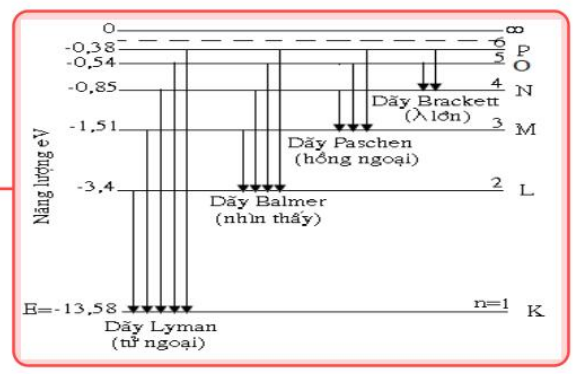 0 ∞
6
-0,38 P
-0,54 5 O
-0,85 4 N
Dãy Brackett
(λ lớn)
-1,51 3 M
Dãy Paschen
(hồng ngoại)
Năng lượng eV
-3,4 2 L
Dãy Balmer
(nhìn thấy)
E=-13,58 n=1 K
Dãy Lyman
(tử ngoại)